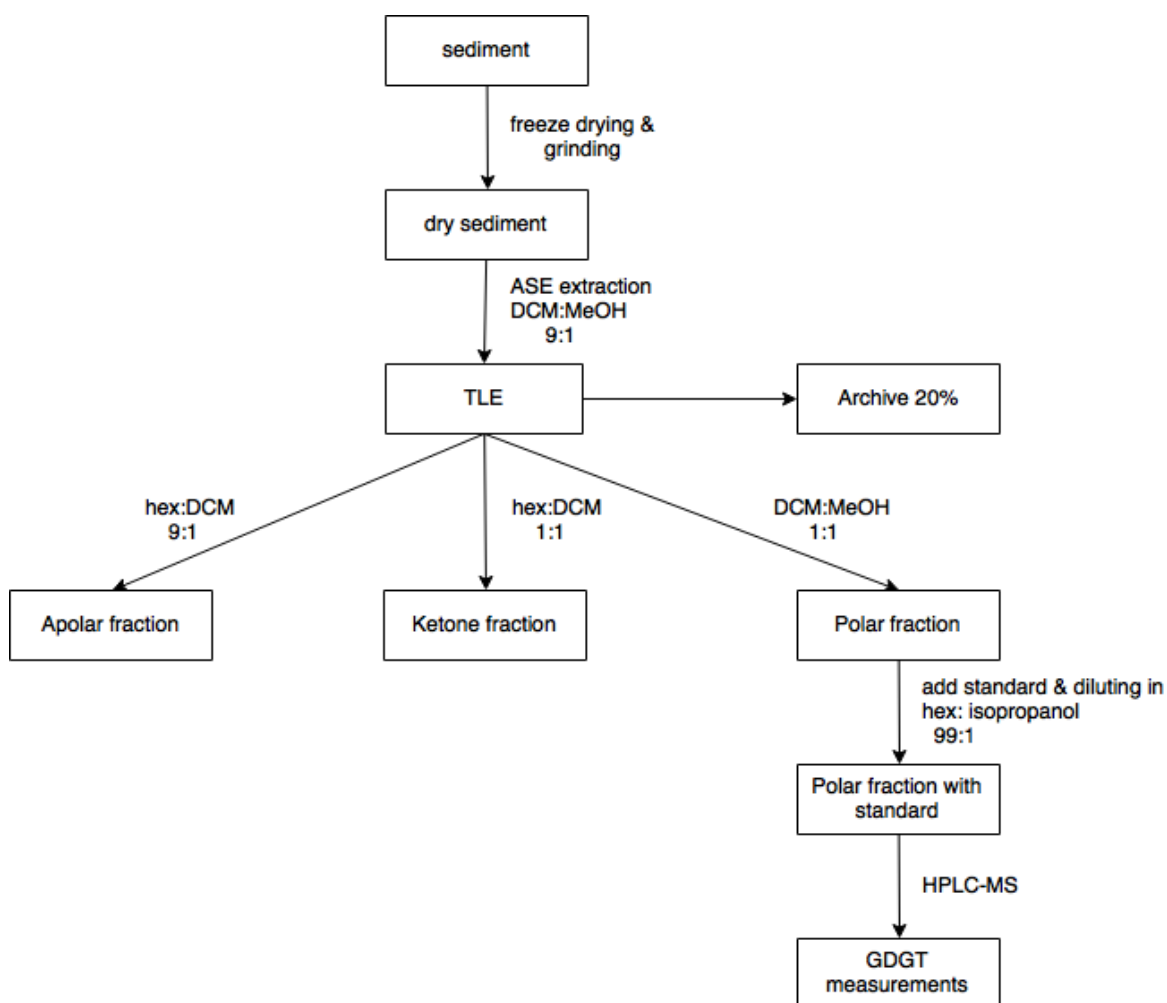 sediment
freeze drying &
grinding
dry sediment
ASE extraction
DCM:MeOH
9:1
TLE
Archive 20%
hex:DCM
9:1
hex:DCM
1:1
DCM:MeOH
1:1
Apolar fraction
Ketone fraction
Polar fraction
add standard & diluting in
hex: isopropanol
99:1
Polar fraction with
standard
HPLC-MS
GDGT
measurements